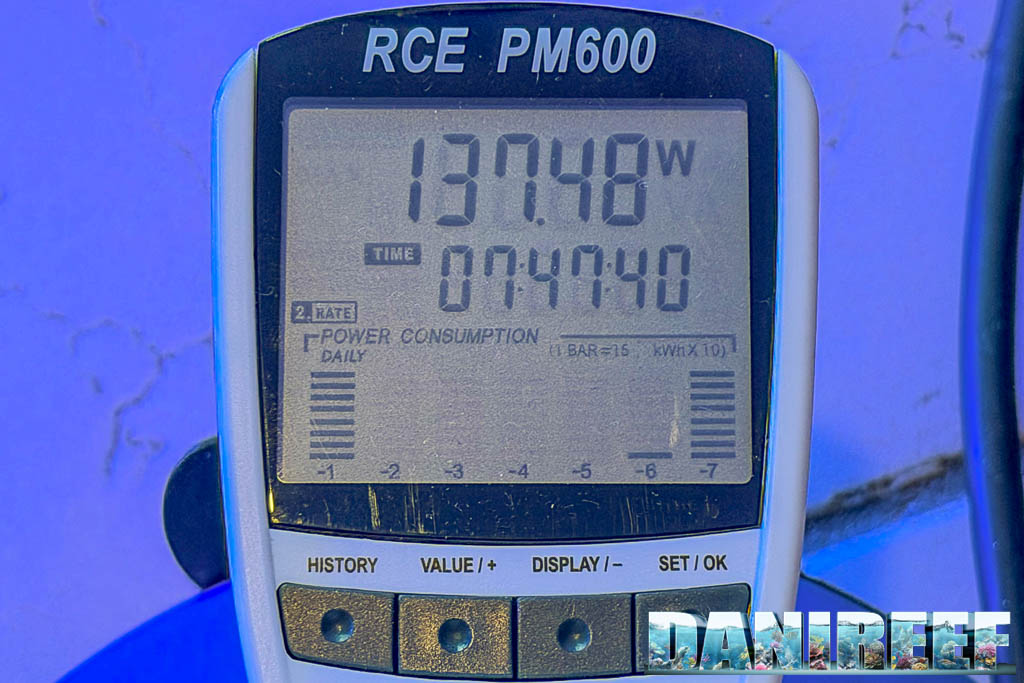 RCE PM600
137.48 W
TIME 07:47:40
2. RATE
POWER CONSUMPTION
DAILY (1 BAR=15 kWh X 10)
-1 -2 -3 -4 -5 -6 -7
HISTORY VALUE / + DISPLAY / – SET / OK
DANIREEF